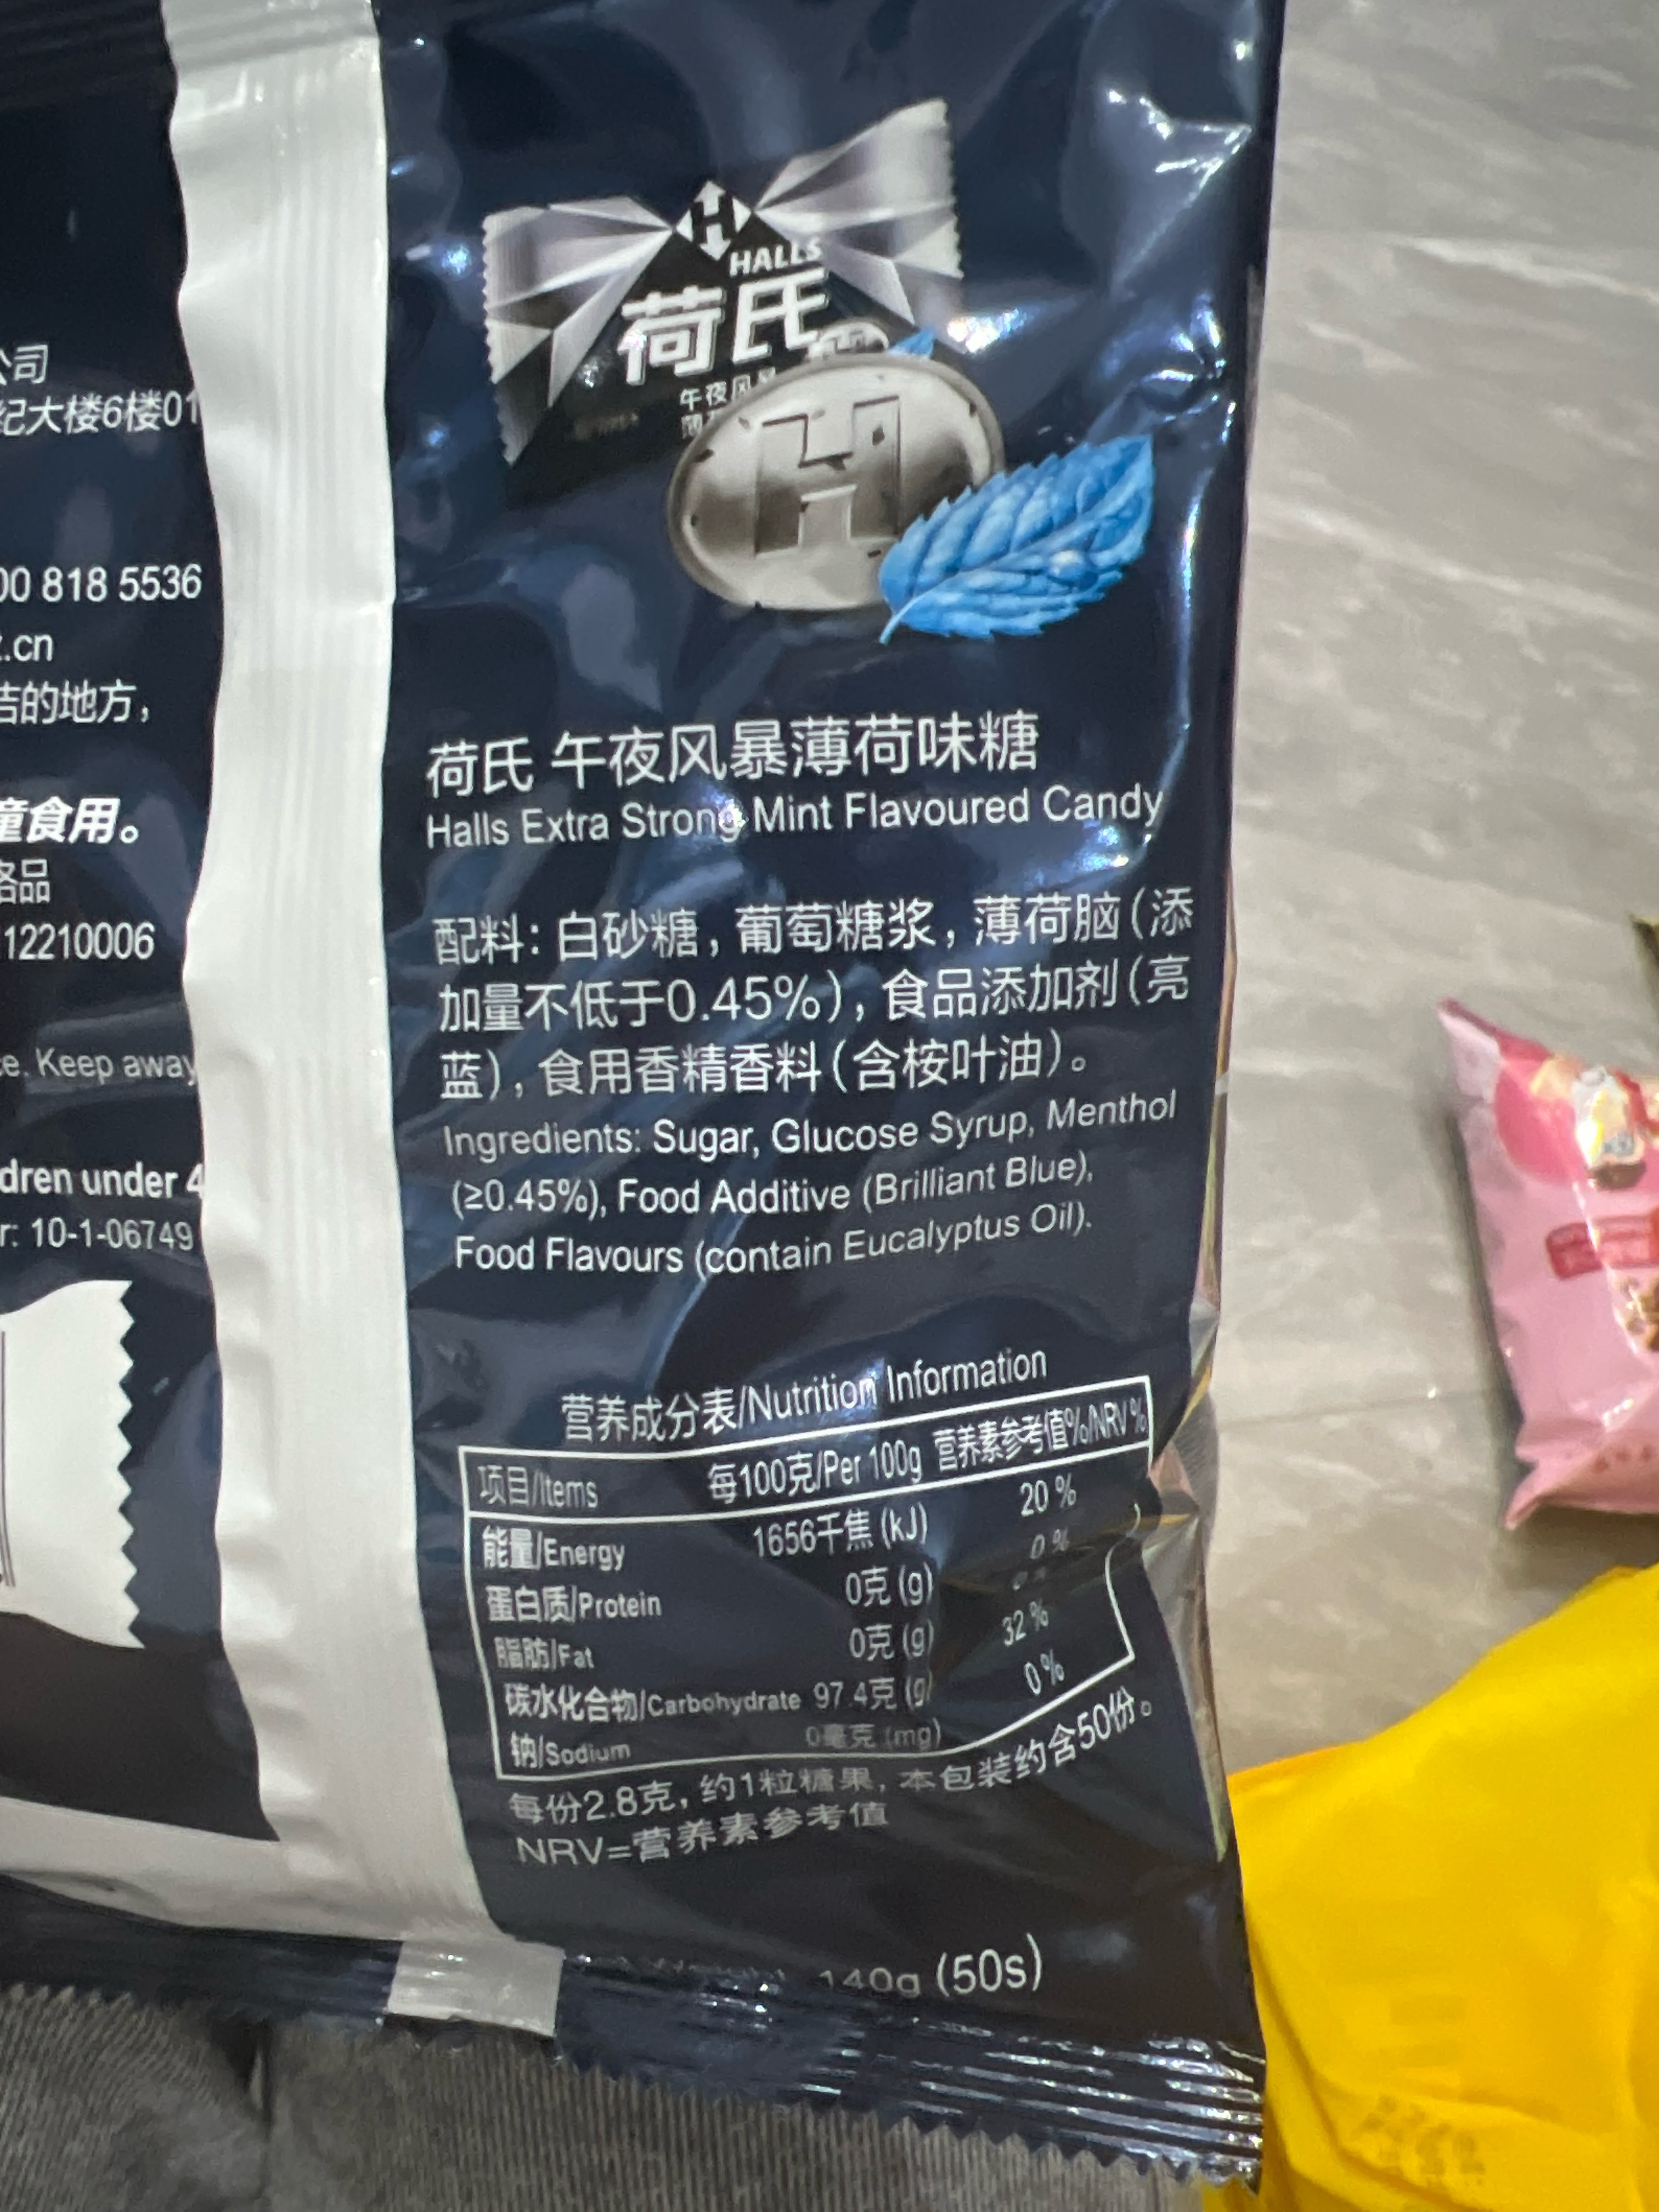 公司
纪大楼6楼01
00 818 5536
.cn
洁的地方，
童食用。
12210006
Keep away
dren under 4
r: 10-1-06749
H
HALLS
荷氏
午夜风
H
荷氏 午夜风暴薄荷味糖
Halls Extra Strong Mint Flavoured Candy
配料：白砂糖，葡萄糖浆，薄荷脑（添
加量不低于0.45%），食品添加剂（亮
蓝），食用香精香料（含桉叶油）。
Ingredients: Sugar, Glucose Syrup, Menthol
(≥0.45%), Food Additive (Brilliant Blue),
Food Flavours (contain Eucalyptus Oil).
营养成分表/Nutrition Information
项目/Items 每100克/Per 100g 营养素参考值%/NRV %
能量/Energy 1656千焦 (kJ) 20 %
蛋白质/Protein 0克 (g) 0 %
脂肪/Fat 0克 (g)
碳水化合物/Carbohydrate 97.4克 (g) 32 %
钠/Sodium 0毫克 (mg) 0 %
每份2.8克，约1粒糖果，本包装约含50份。
NRV=营养素参考值
140g (50s)